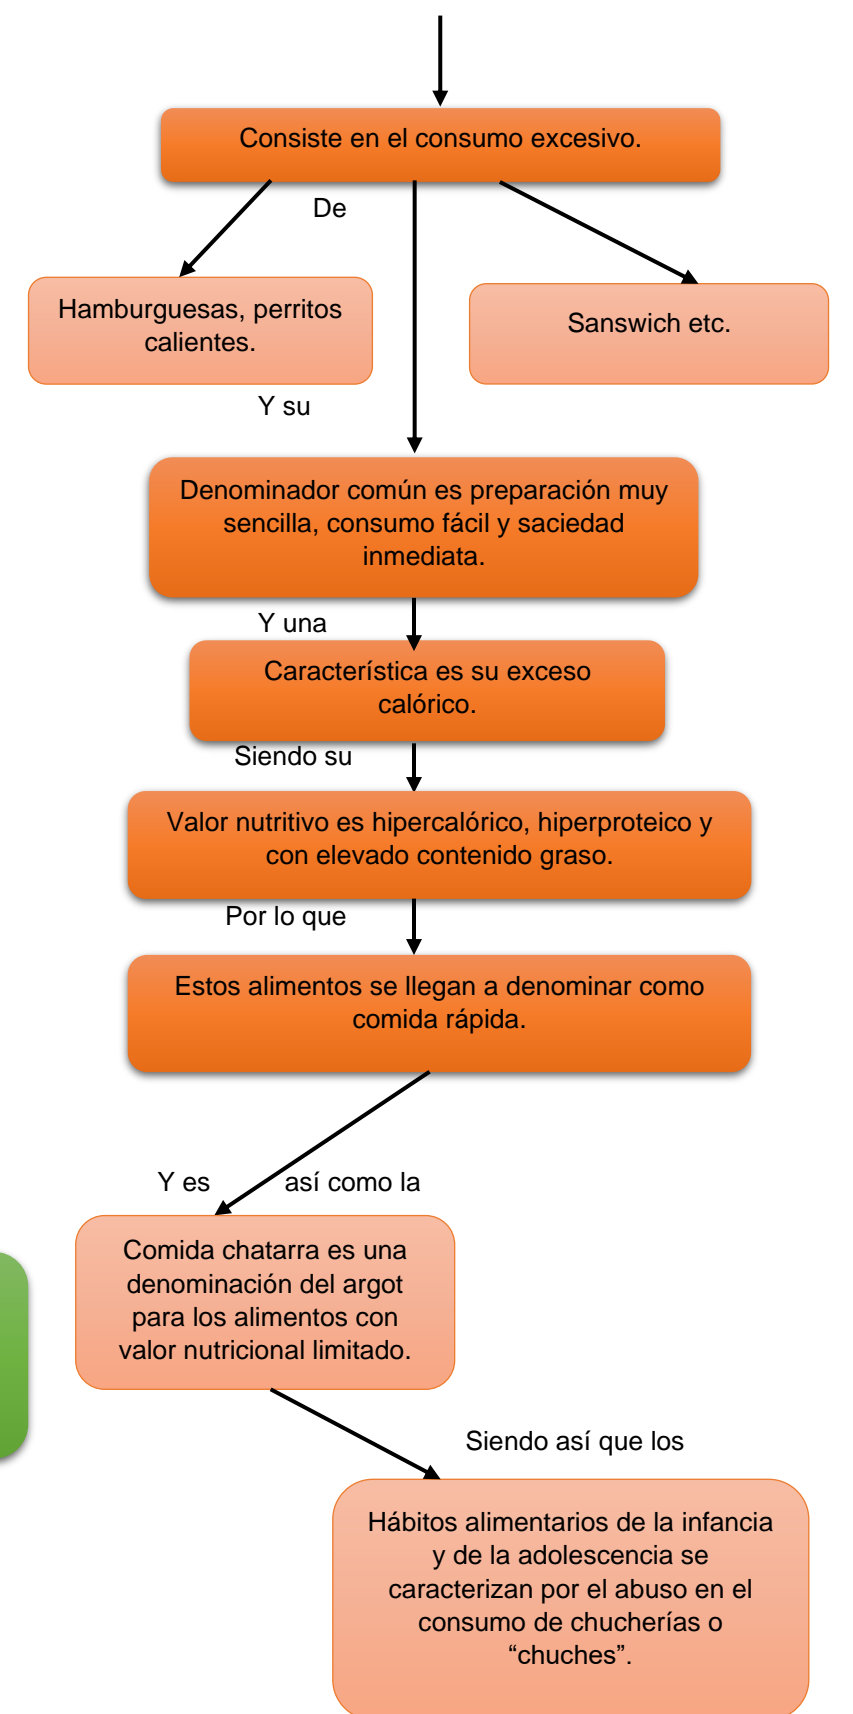 Consiste en el consumo excesivo.
De
Hamburguesas, perritos
calientes.
Sanswich etc.
Y su
Denominador común es preparación muy
sencilla, consumo fácil y saciedad
inmediata.
Y una
Característica es su exceso
calórico.
Siendo su
Valor nutritivo es hipercalórico, hiperproteico y
con elevado contenido graso.
Por lo que
Estos alimentos se llegan a denominar como
comida rápida.
Y es así como la
Comida chatarra es una
denominación del argot
para los alimentos con
valor nutricional limitado.
Siendo así que los
Hábitos alimentarios de la infancia
y de la adolescencia se
caracterizan por el abuso en el
consumo de chucherías o
“chuches”.